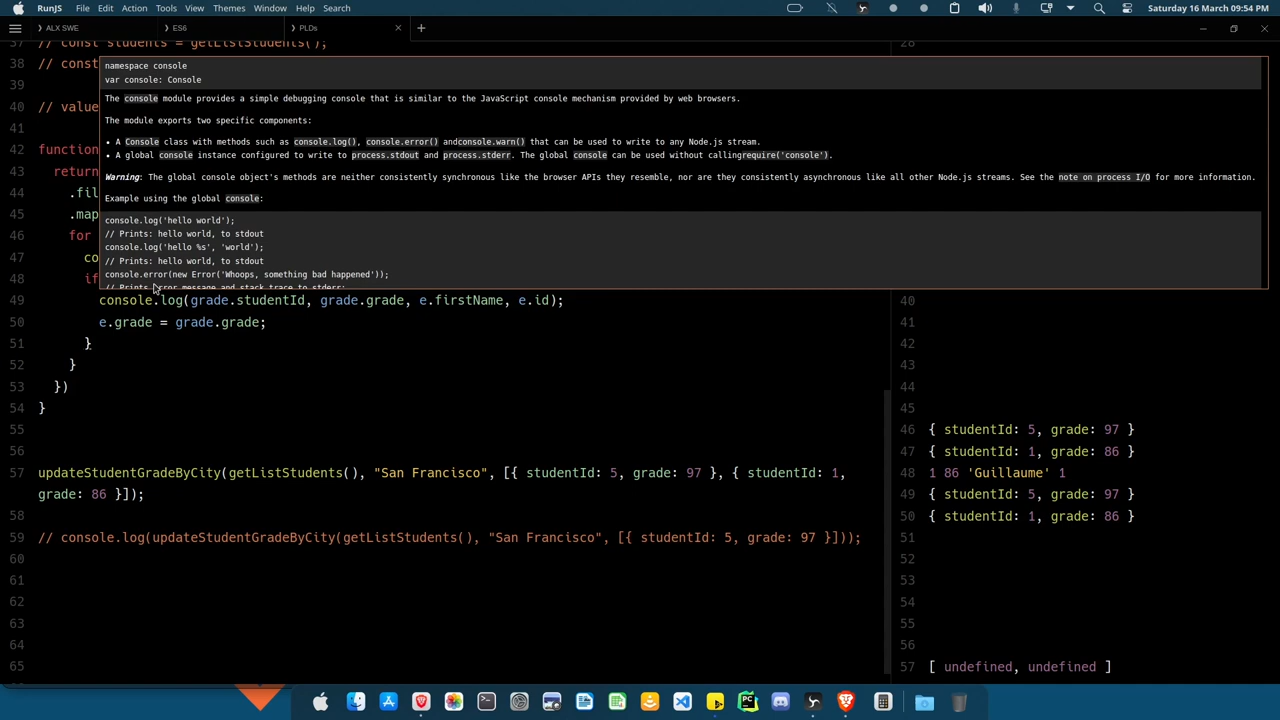 RunJS File Edit Actions Tools View Themes Window Help Search Saturday 16 March 09:54 PM
ALX SWE ES6 PLDs
37 // const students = getListStudents();
28
38 // const
39
40 // value
41
42 function
43 return
44 .fil
45 .map
46 for
47 co
48 if
namespace console
var console: Console
The console module provides a simple debugging console that is similar to the JavaScript console mechanism provided by web browsers.
The module exports two specific components:
• A Console class with methods such as console.log(), console.error() andconsole.warn() that can be used to write to any Node.js stream.
• A global console instance configured to write to process.stdout and process.stderr. The global console can be used without callingrequire('console').
Warning: The global console object's methods are neither consistently synchronous like the browser APIs they resemble, nor are they consistently asynchronous like all other Node.js streams. See the note on process I/O for more information.
Example using the global console:
console.log('hello world');
// Prints: hello world, to stdout
console.log('hello %s', 'world');
// Prints: hello world, to stdout
console.error(new Error('Whoops, something bad happened'));
// Prints error message and stack trace to stderr:
49 console.log(grade.studentId, grade.grade, e.firstName, e.id);
50 e.grade = grade.grade;
51 }
52 }
53 })
54 }
55
56
57 updateStudentGradeByCity(getListStudents(), "San Francisco", [{ studentId: 5, grade: 97 }, { studentId: 1,
grade: 86 }]);
58
59 // console.log(updateStudentGradeByCity(getListStudents(), "San Francisco", [{ studentId: 5, grade: 97 }]));
60
61
62
63
64
65
40
41
42
43
44
45
46 { studentId: 5, grade: 97 }
47 { studentId: 1, grade: 86 }
48 1 86 'Guillaume' 1
49 { studentId: 5, grade: 97 }
50 { studentId: 1, grade: 86 }
51
52
53
54
55
56
57 [ undefined, undefined ]